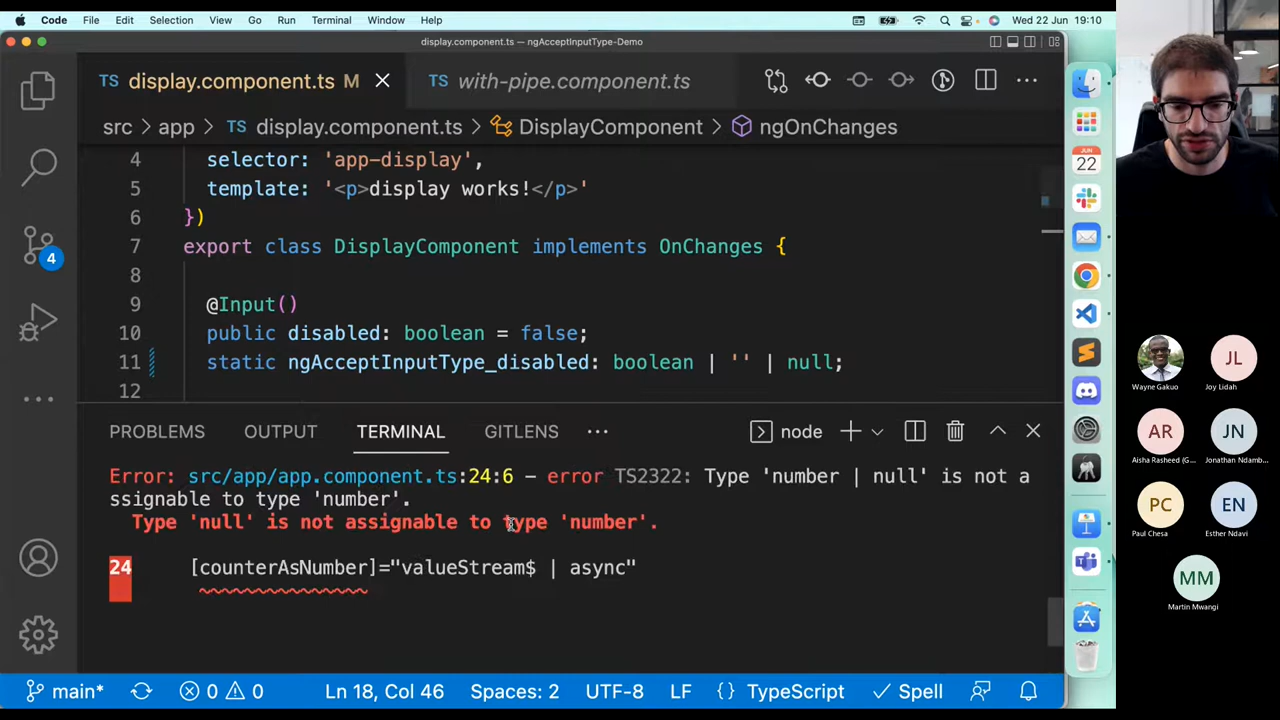 Code File Edit Selection View Go Run Terminal Window Help Wed 22 Jun 19:10
display.component.ts — ngAcceptInputType-Demo
TS display.component.ts M TS with-pipe.component.ts
src > app > TS display.component.ts > DisplayComponent > ngOnChanges
4 selector: 'app-display',
5 template: '<p>display works!</p>'
6 })
7 export class DisplayComponent implements OnChanges {
8
9 @Input()
10 public disabled: boolean = false;
11 static ngAcceptInputType_disabled: boolean | '' | null;
12
PROBLEMS OUTPUT TERMINAL GITLENS ... node
Error: src/app/app.component.ts:24:6 - error TS2322: Type 'number | null' is not a
ssignable to type 'number'.
Type 'null' is not assignable to type 'number'.
24 [counterAsNumber]="valueStream$ | async"
~~~~~~~~~~~~~~~
4
main* 0 0 Ln 18, Col 46 Spaces: 2 UTF-8 LF {} TypeScript Spell
JUN
22
Wayne Gakuo
JL
Joy Lidah
AR
Aisha Rasheed (G...
JN
Jonathan Ndamb...
PC
Paul Chesa
EN
Esther Ndavi
MM
Martin Mwangi